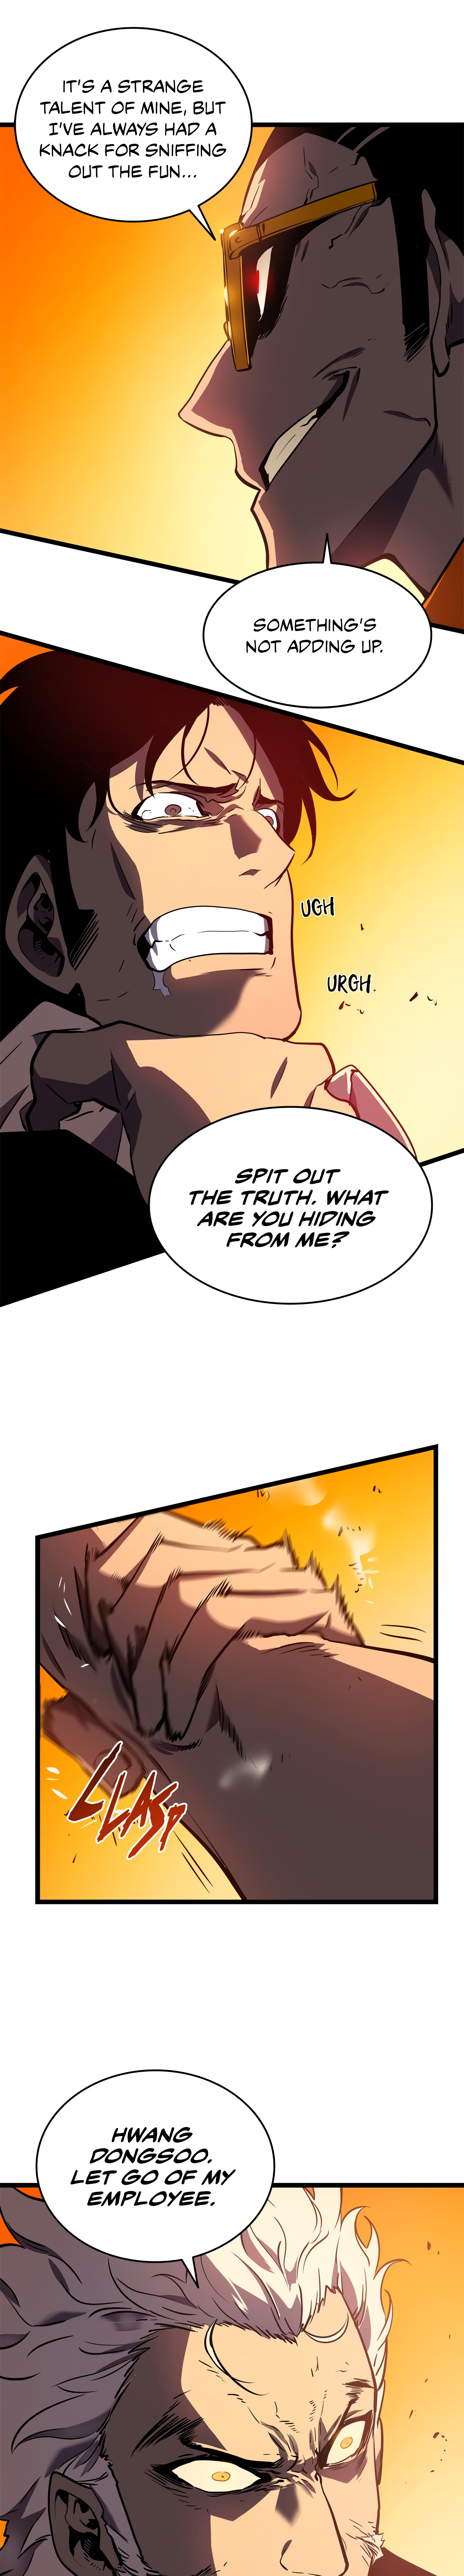 IT'S A STRANGE
TALENT OF MINE, BUT
I'VE ALWAYS HAD A
KNACK FOR SNIFFING
OUT THE FUN...
SOMETHING'S
NOT ADDING UP.
UGH
URGH.
SPIT OUT
THE TRUTH. WHAT
ARE YOU HIDING
FROM ME?
CLASP
HWANG
DONGSOO.
LET GO OF MY
EMPLOYEE.